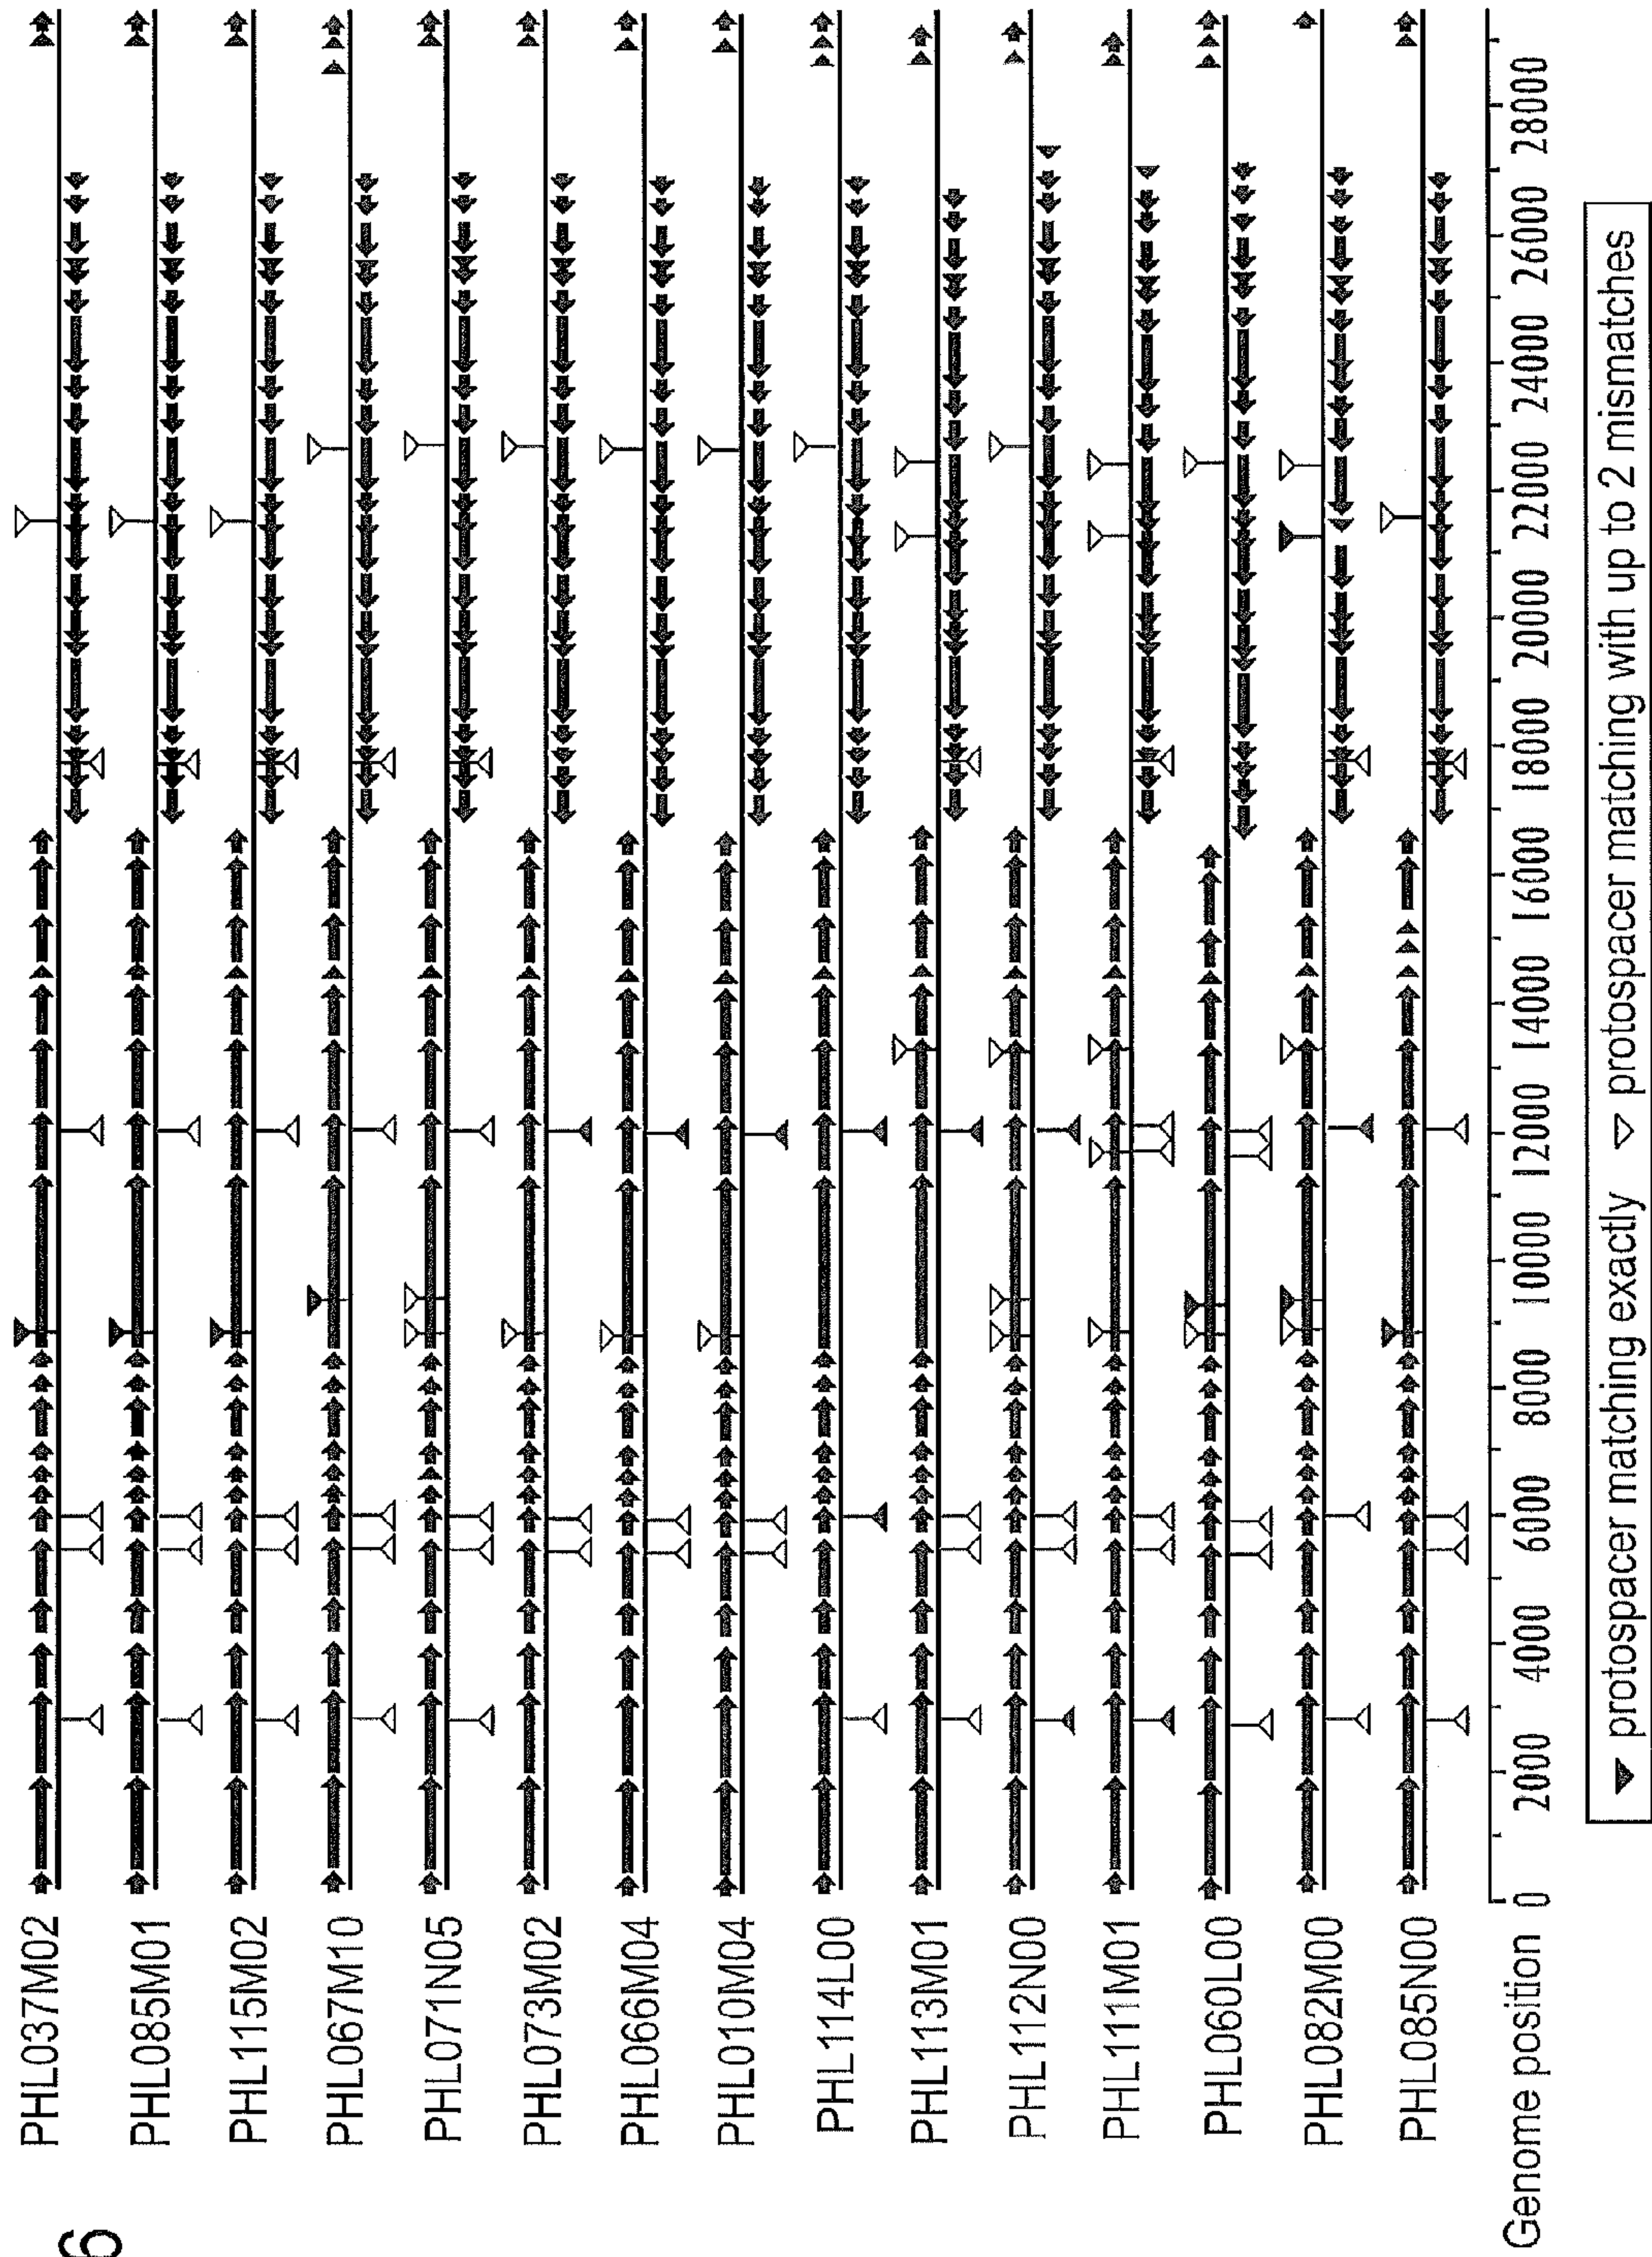 6
PHL037M02
PHL085M01
PHL115M02
PHL067M10
PHL071N05
PHL073M02
PHL066M04
PHL010M04
PHL114L00
PHL113M01
PHL112N00
PHL111M01
PHL060L00
PHL082M00
PHL085N00
Genome position 0 2000 4000 6000 8000 10000 12000 14000 16000 18000 20000 22000 24000 26000 28000
protospacer matching exactly protospacer matching with up to 2 mismatches